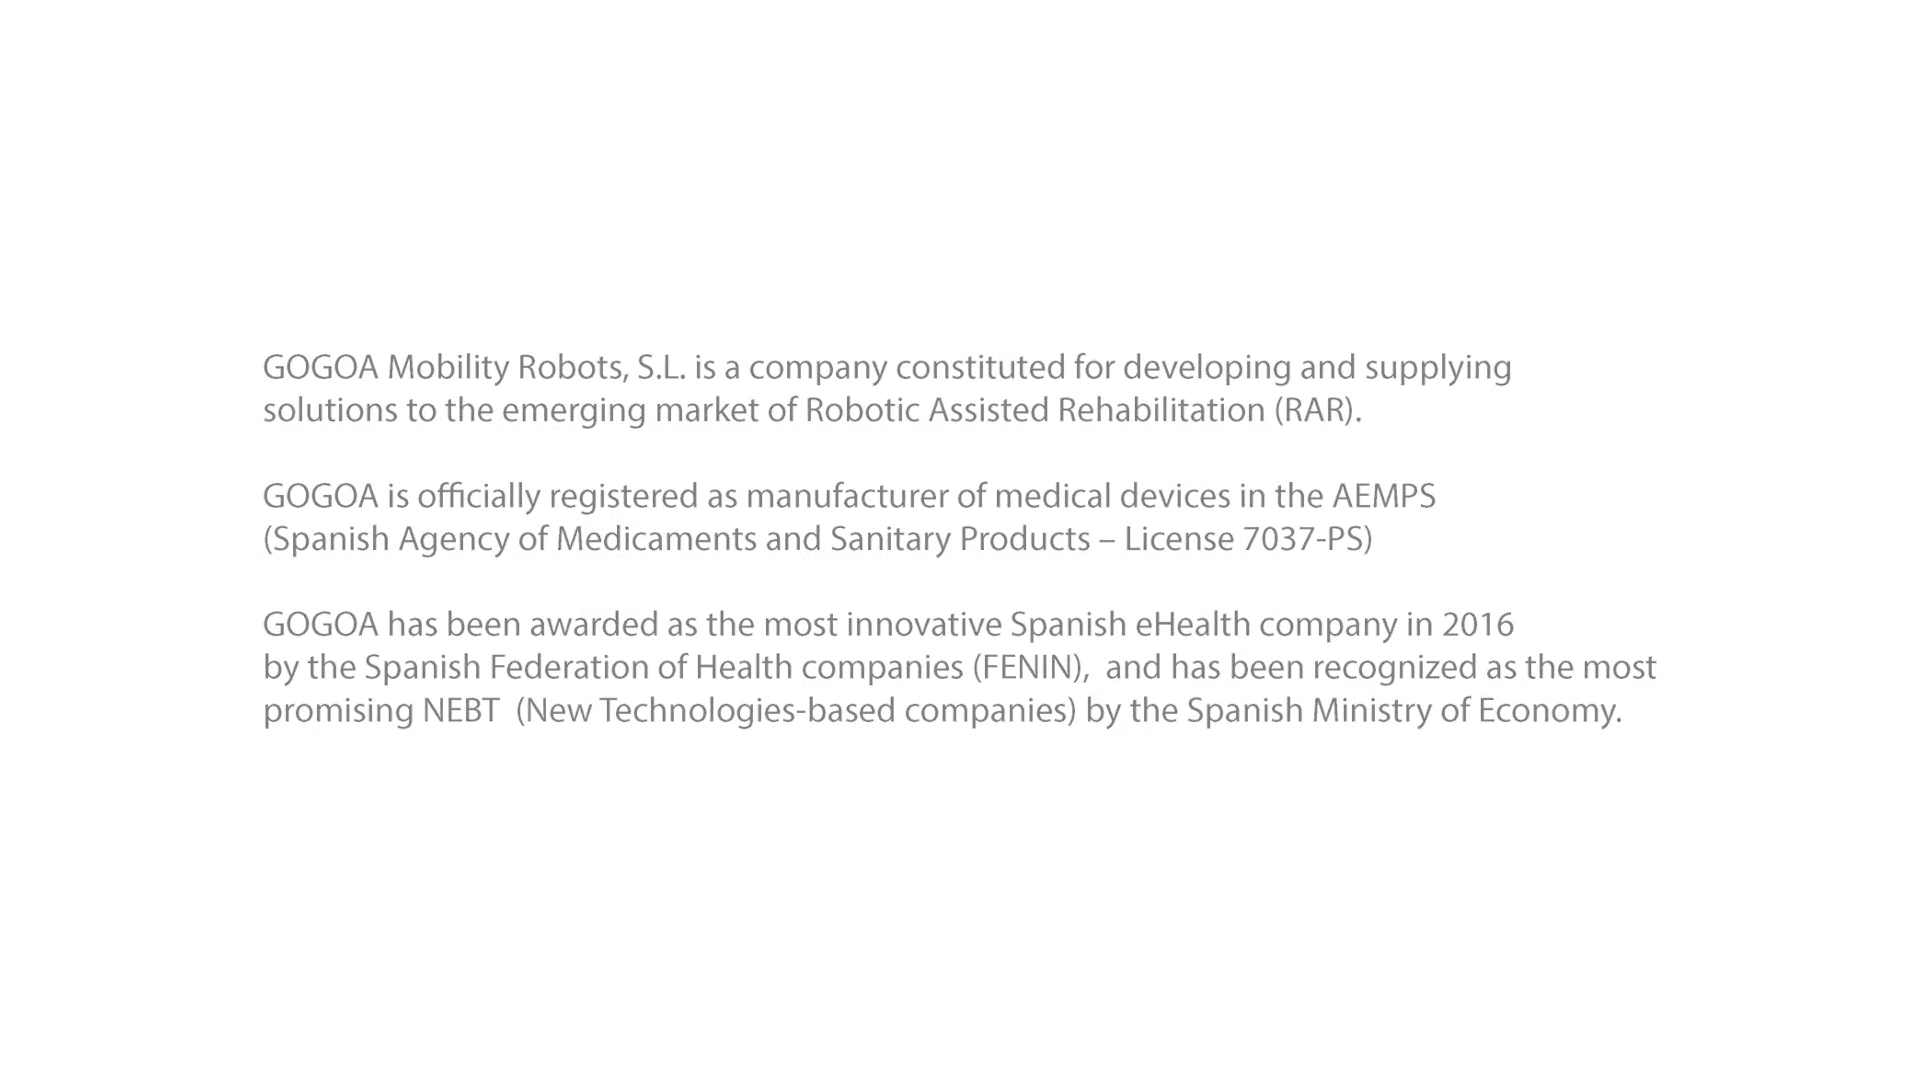 GOGOA Mobility Robots, S.L. is a company constituted for developing and supplying
solutions to the emerging market of Robotic Assisted Rehabilitation (RAR).
GOGOA is officially registered as manufacturer of medical devices in the AEMPS
(Spanish Agency of Medicaments and Sanitary Products – License 7037-PS)
GOGOA has been awarded as the most innovative Spanish eHealth company in 2016
by the Spanish Federation of Health companies (FENIN),  and has been recognized as the most
promising NEBT  (New Technologies-based companies) by the Spanish Ministry of Economy.